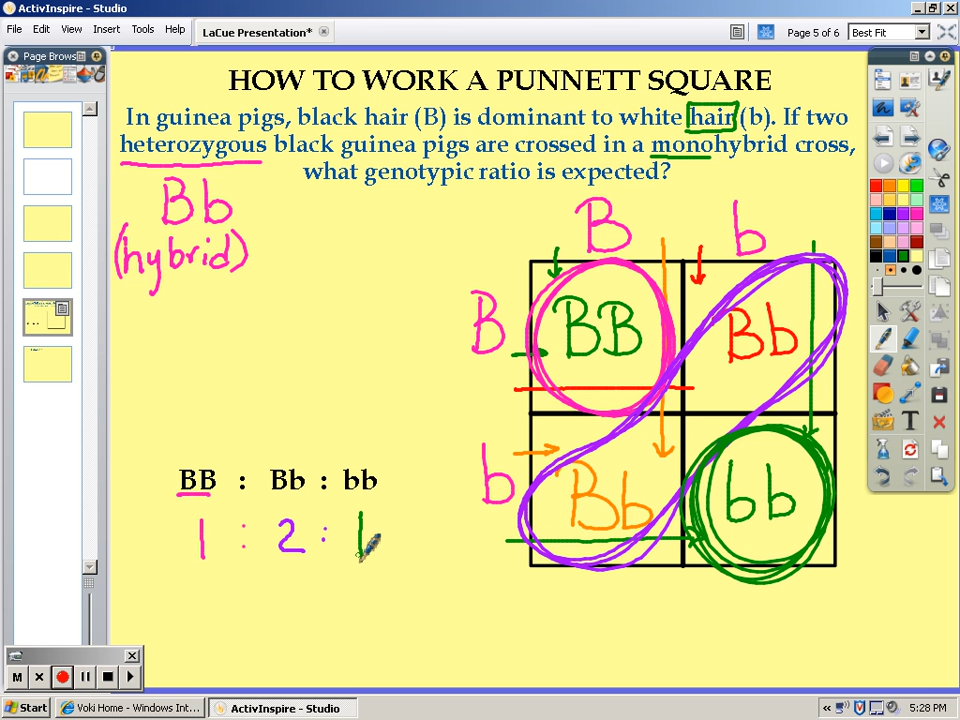 ActivInspire - Studio
File Edit View Insert Tools Help
LaCue Presentation*
Page 5 of 6
Best Fit
Page Brows
HOW TO WORK A PUNNETT SQUARE
In guinea pigs, black hair (B) is dominant to white hair (b). If two
heterozygous black guinea pigs are crossed in a monohybrid cross,
what genotypic ratio is expected?
Bb
(hybrid)
B b
B BB Bb
b Bb bb
BB : Bb : bb
1 : 2 : 1
M
Start
Voki Home - Windows Int...
ActivInspire - Studio
5:28 PM